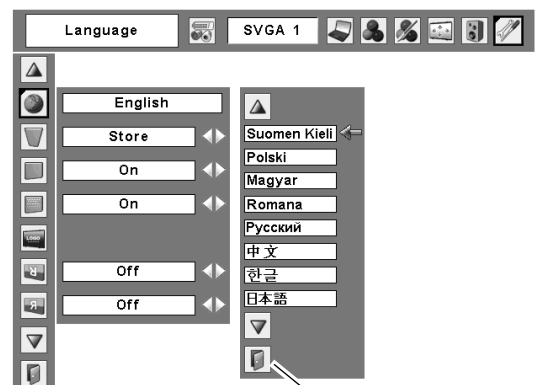 Language
SVGA 1
English
Store
On
On
LOGO
Off
Off
Suomen Kieli
Polski
Magyar
Romana
Русский
中文
한글
日本語